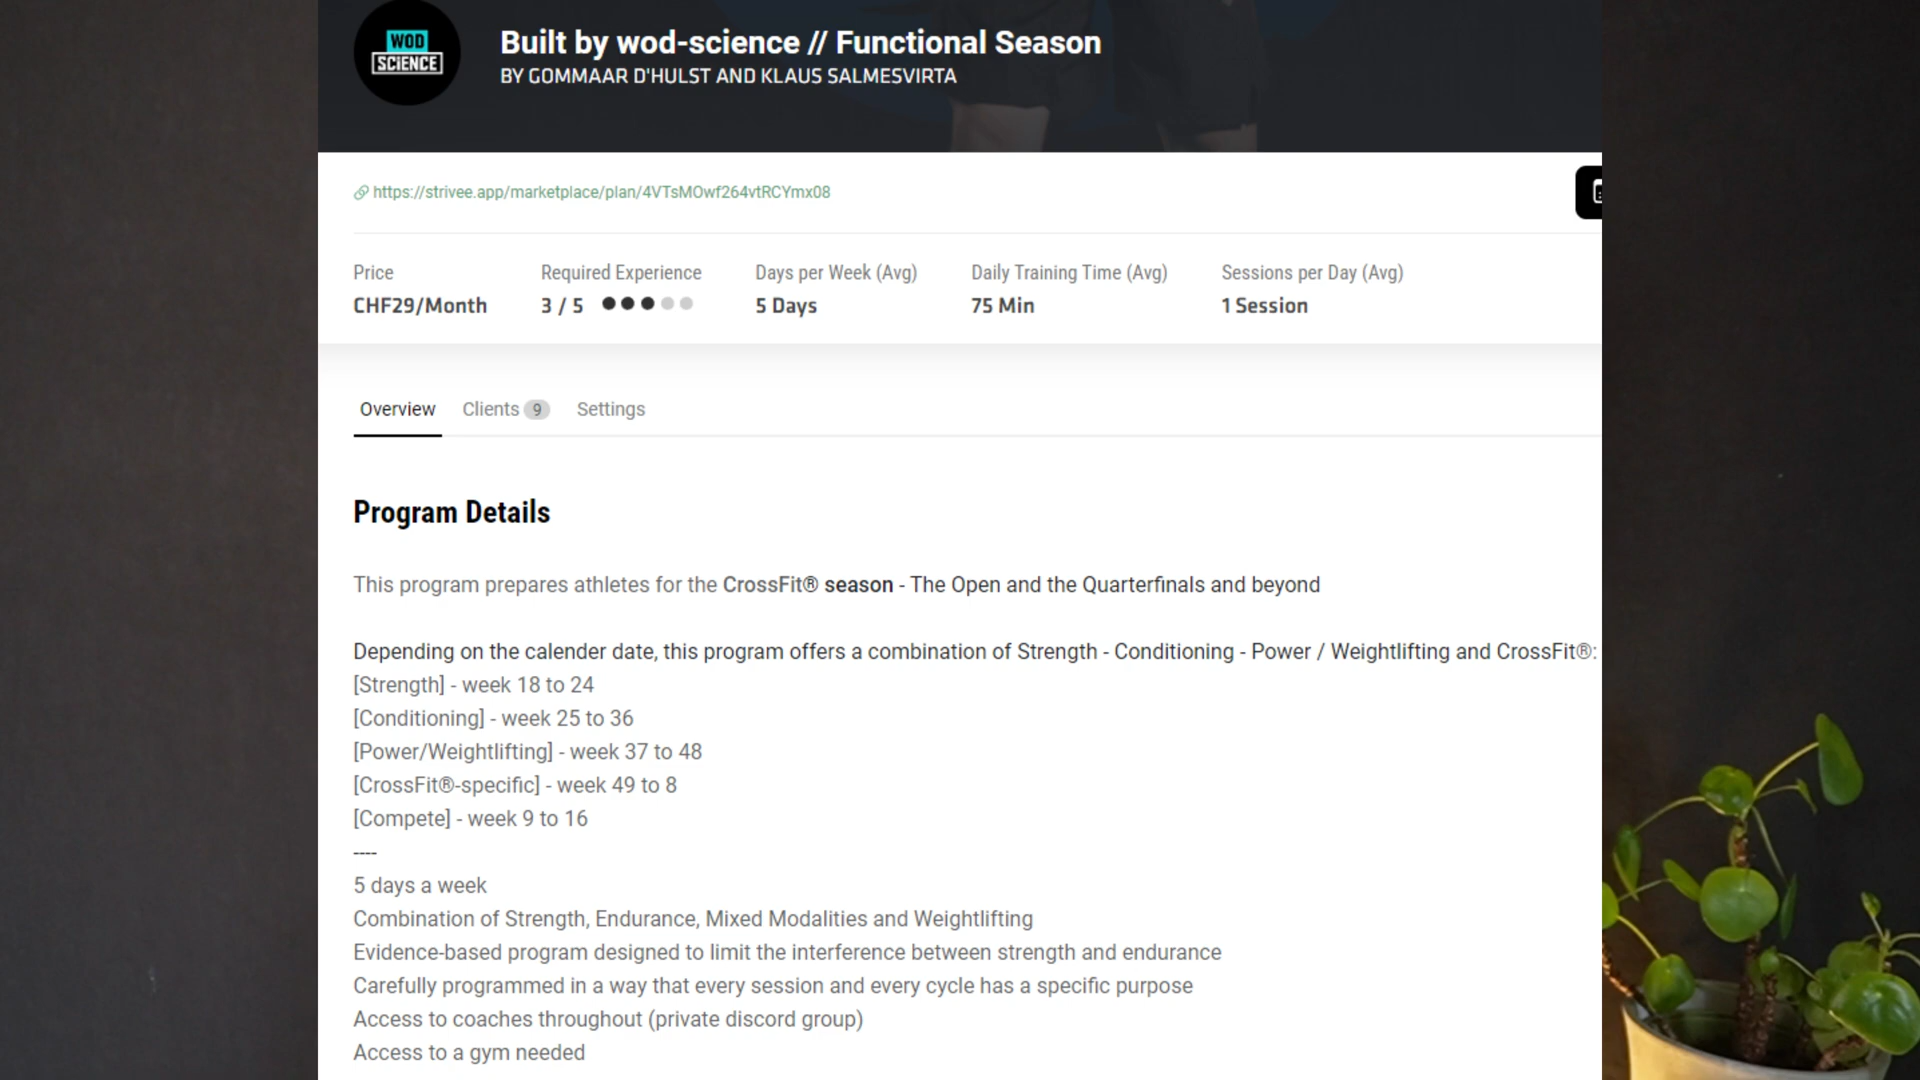 WOD
SCIENCE
Built by wod-science // Functional Season
BY GOMMAAR D'HULST AND KLAUS SALMESVIRTA
https://strivee.app/marketplace/plan/4VTsMOwf264vtRCYmx08
Price
Required Experience
Days per Week (Avg)
Daily Training Time (Avg)
Sessions per Day (Avg)
CHF29/Month
3 / 5
5 Days
75 Min
1 Session
Overview
Clients 9
Settings
Program Details
This program prepares athletes for the CrossFit® season - The Open and the Quarterfinals and beyond
Depending on the calender date, this program offers a combination of Strength - Conditioning - Power / Weightlifting and CrossFit®:
[Strength] - week 18 to 24
[Conditioning] - week 25 to 36
[Power/Weightlifting] - week 37 to 48
[CrossFit®-specific] - week 49 to 8
[Compete] - week 9 to 16
----
5 days a week
Combination of Strength, Endurance, Mixed Modalities and Weightlifting
Evidence-based program designed to limit the interference between strength and endurance
Carefully programmed in a way that every session and every cycle has a specific purpose
Access to coaches throughout (private discord group)
Access to a gym needed